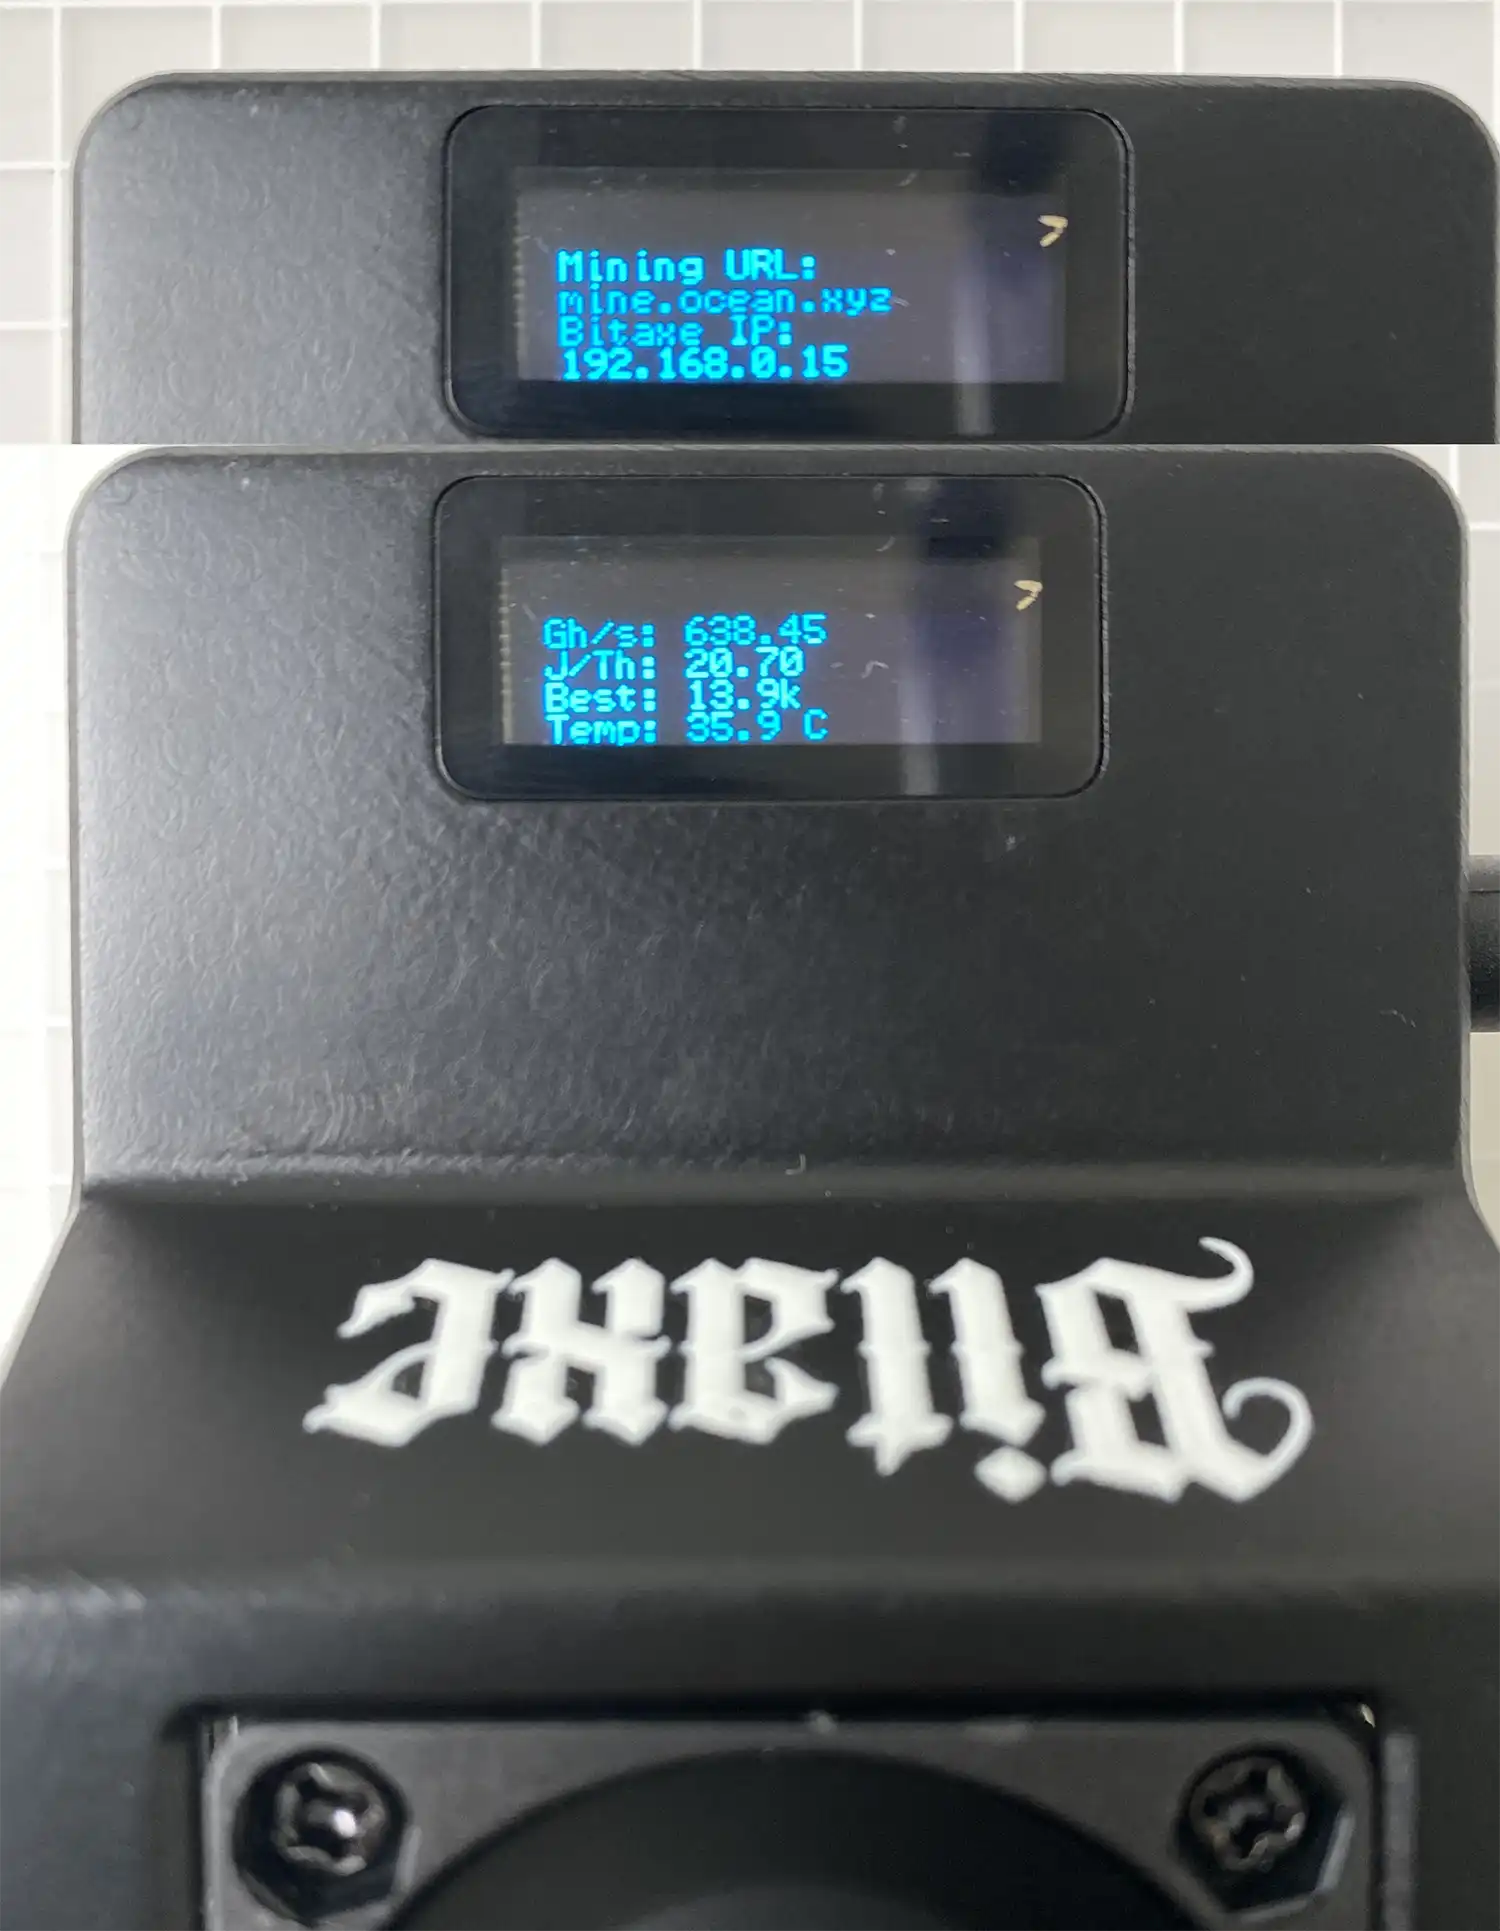 Mining URL:
mine.ocean.xyz
Bitaxe IP:
192.168.0.15
Gh/s: 638.45
J/Th: 20.70
Best: 13.9k
Temp: 35.9 C
Bitaxe